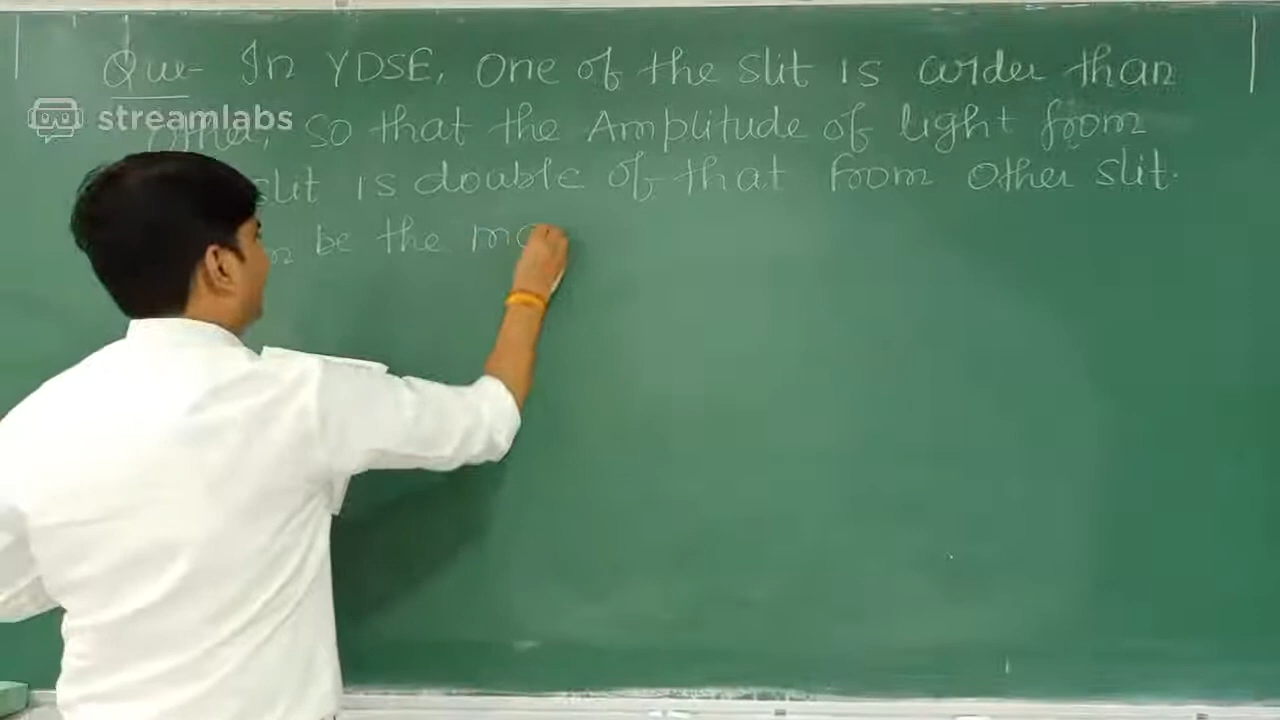 Que- In YDSE, One of the slit is wider than
streamlabs
other, so that the Amplitude of light from
slit is double of that from other slit.
be the